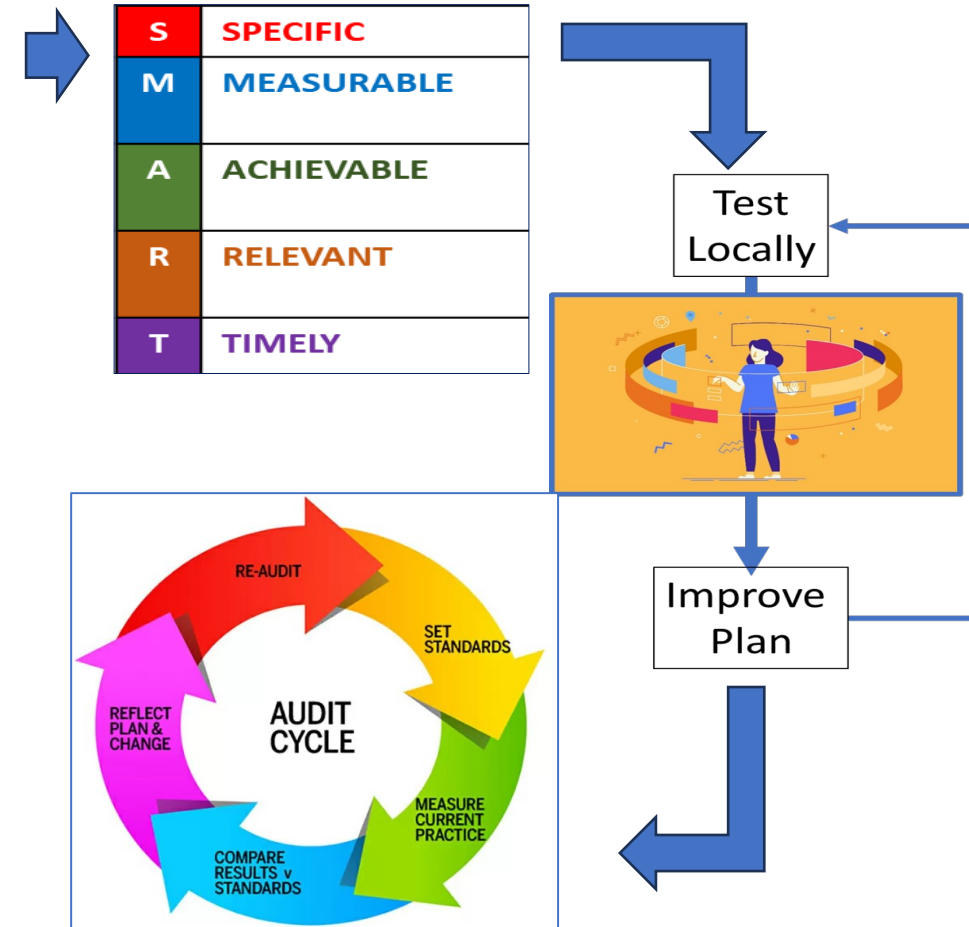 S SPECIFIC
M MEASURABLE
A ACHIEVABLE
R RELEVANT
T TIMELY
Test
Locally
Improve
Plan
AUDIT
CYCLE
RE-AUDIT
SET
STANDARDS
MEASURE
CURRENT
PRACTICE
COMPARE
RESULTS v
STANDARDS
REFLECT
PLAN &
CHANGE